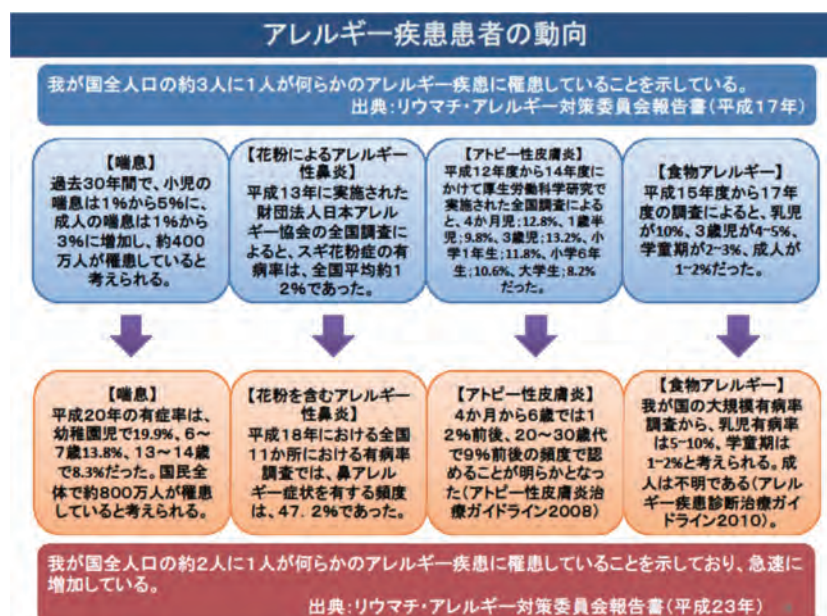 アレルギー疾患患者の動向
我が国全人口の約3人に1人が何らかのアレルギー疾患に罹患していることを示している。
出典：リウマチ・アレルギー対策委員会報告書（平成17年）
【喘息】
過去30年間で、小児の
喘息は1%から5%に、
成人の喘息は1%から
3%に増加し、約400
万人が罹患していると
考えられる。
【花粉によるアレルギー
性鼻炎】
平成13年に実施された
財団法人日本アレル
ギー協会の全国調査に
よると、スギ花粉症の有
病率は、全国平均約1
2%であった。
【アトピー性皮膚炎】
平成12年度から14年度に
かけて厚生労働科学研究で
実施された全国調査による
と、4か月児；12.8%、1歳半
児；9.8%、3歳児；13.2%、小
学1年生；11.8%、小学6年
生；10.6%、大学生；8.2%
だった。
【食物アレルギー】
平成15年度から17年
度の調査によると、乳児
が10%、3歳児が4~5%、
学童期が2~3%、成人が
1~2%だった。
【喘息】
平成20年の有症率は、
幼稚園児で19.9%、6～
7歳13.8%、13～14歳
で8.3%だった。国民全
体で約800万人が罹患
していると考えられる。
【花粉を含むアレルギー
性鼻炎】
平成18年における全国
11か所における有病率
調査では、鼻アレル
ギー症状を有する頻度
は、47．2%であった。
【アトピー性皮膚炎】
4か月から6歳では1
2%前後、20～30歳代
で9%前後の頻度で認
めることが明らかとなっ
た（アトピー性皮膚炎治
療ガイドライン2008）
【食物アレルギー】
我が国の大規模有病率
調査から、乳児有病率
は5~10%、学童期は
1~2%と考えられる。成
人は不明である（アレル
ギー疾患診断治療ガイ
ドライン2010）。
我が国全人口の約2人に1人が何らかのアレルギー疾患に罹患していることを示しており、急速に
増加している。
出典：リウマチ・アレルギー対策委員会報告書（平成23年）